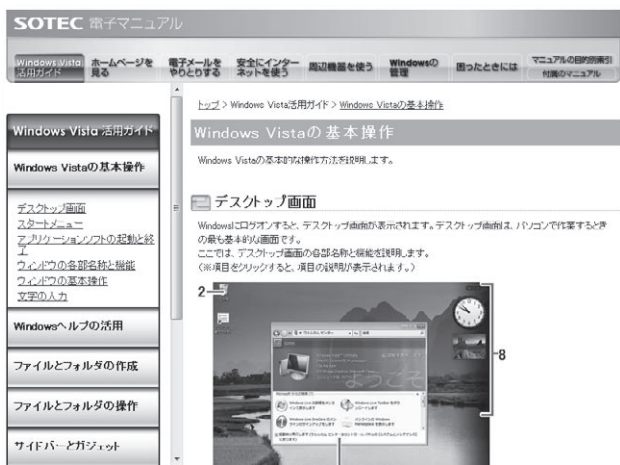 SOTEC 電子マニュアル
Windows Vista 活用ガイド
ホームページを見る
電子メールをやりとりする
安全にインターネットを使う
周辺機器を使う
Windowsの管理
困ったときには
マニュアルの目的別索引
付属のマニュアル
トップ > Windows Vista活用ガイド > Windows Vistaの基本操作
Windows Vista 活用ガイド
Windows Vistaの基本操作
デスクトップ画面
スタートメニュー
アプリケーションソフトの起動と終
了
ウィンドウの各部名称と機能
ウィンドウの基本操作
文字の入力
Windowsヘルプの活用
ファイルとフォルダの作成
ファイルとフォルダの操作
サイドバーとガジェット
Windows Vistaの基本操作
Windows Vistaの基本的な操作方法を説明します。
デスクトップ画面
Windowsにログオンすると、デスクトップ画面が表示されます。デスクトップ画面は、パソコンで作業するとき
の最も基本的な画面です。
ここでは、デスクトップ画面の各部名称と機能を説明します。
(※項目をクリックすると、項目の説明が表示されます。)
2
8
ようこそ